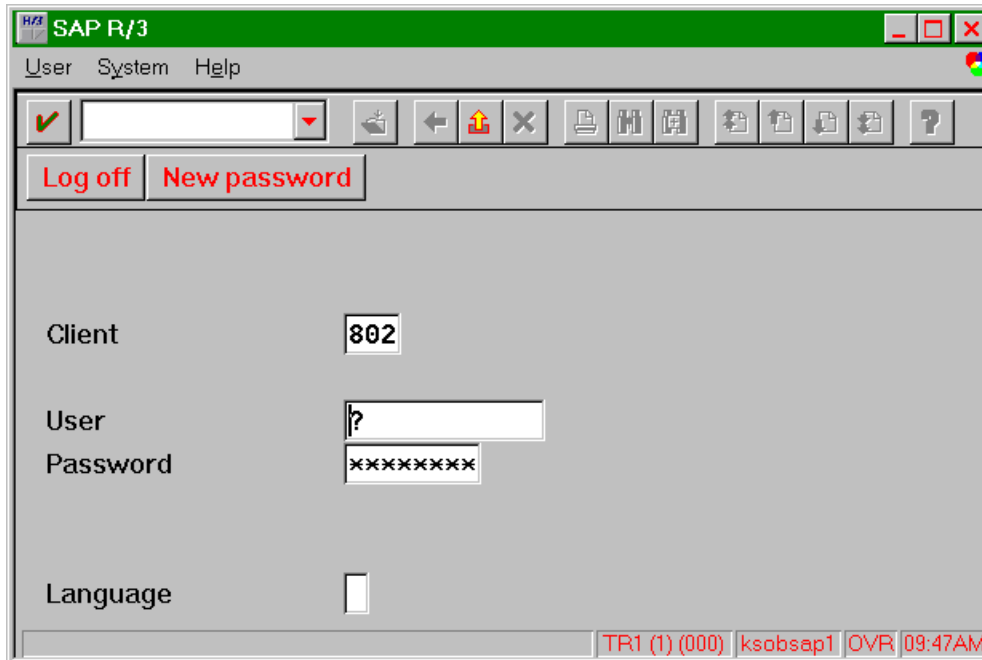 R/3 SAP R/3
User System Help
Log off New password
Client 802
User ?
Password ********
Language
TR1 (1) (000) ksobsap1 OVR 09:47AM